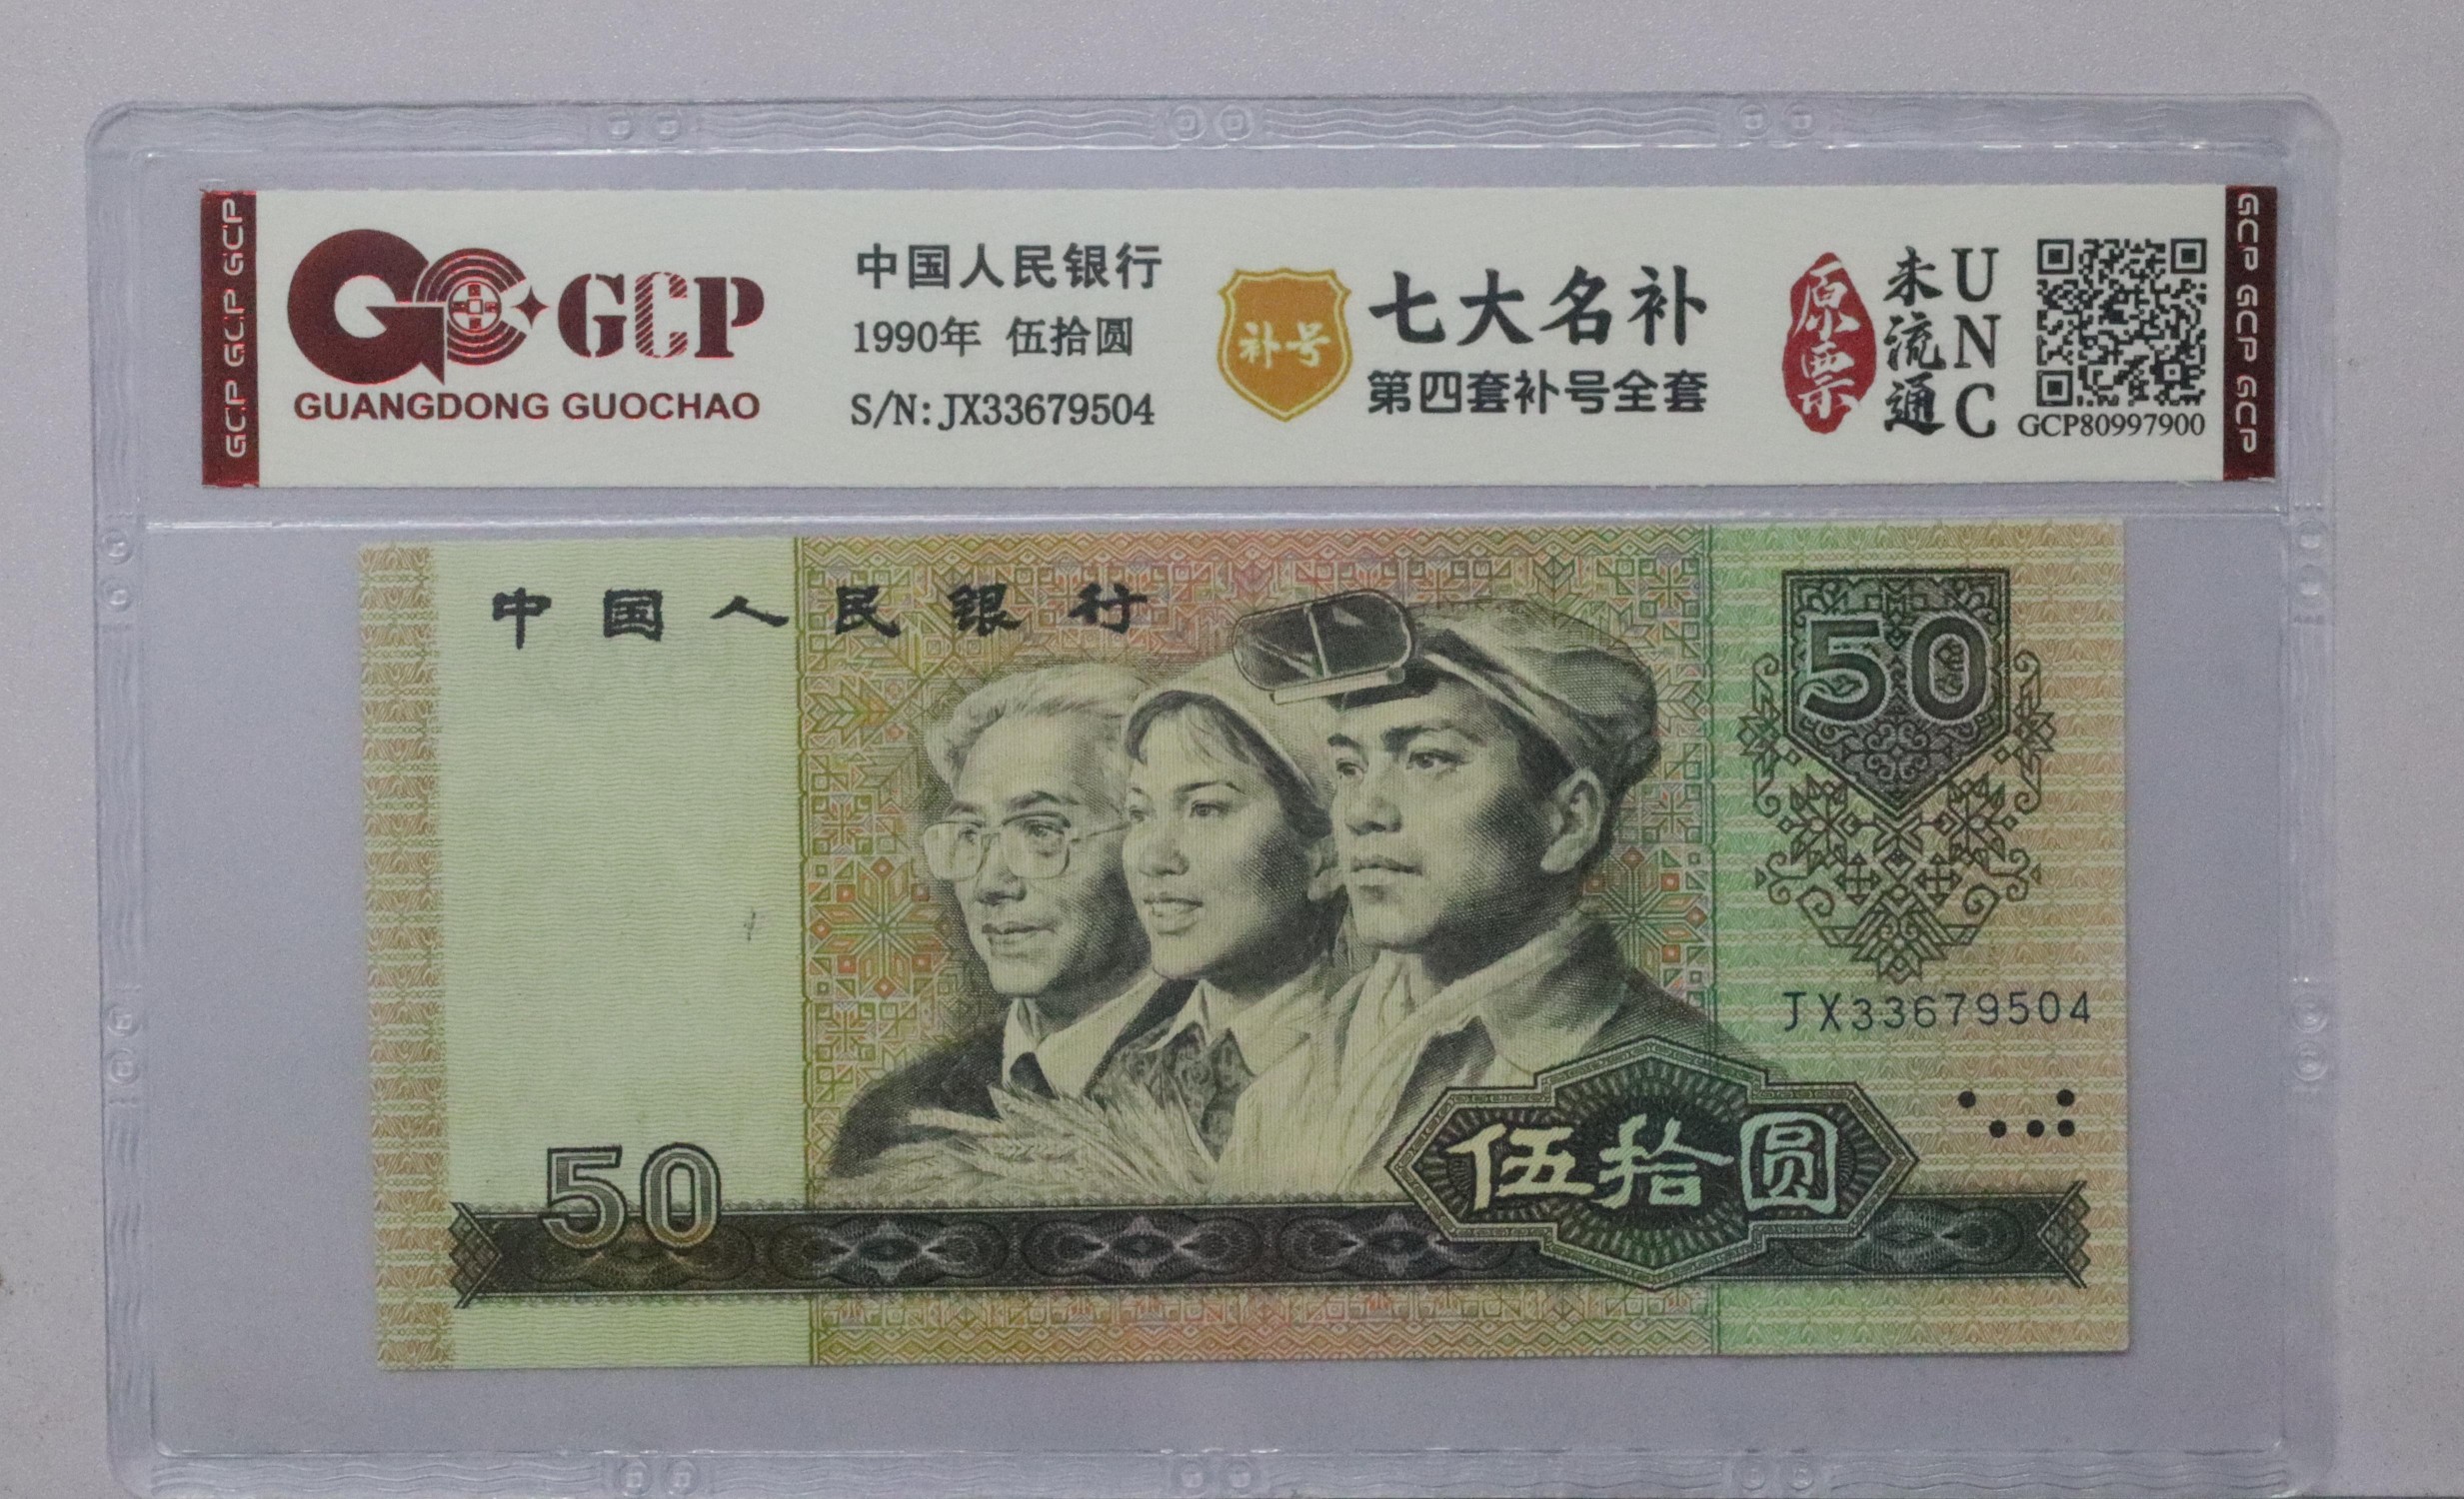 GCP GCP GCP
GC GCP
GUANGDONG GUOCHAO
中国人民银行
1990年 伍拾圆
S/N: JX33679504
补号
七大名补
第四套补号全套
原票
未流通
UNC
GCP80997900
GCP GCP GCP
中国人民银行
50
JX33679504
50
伍拾圆